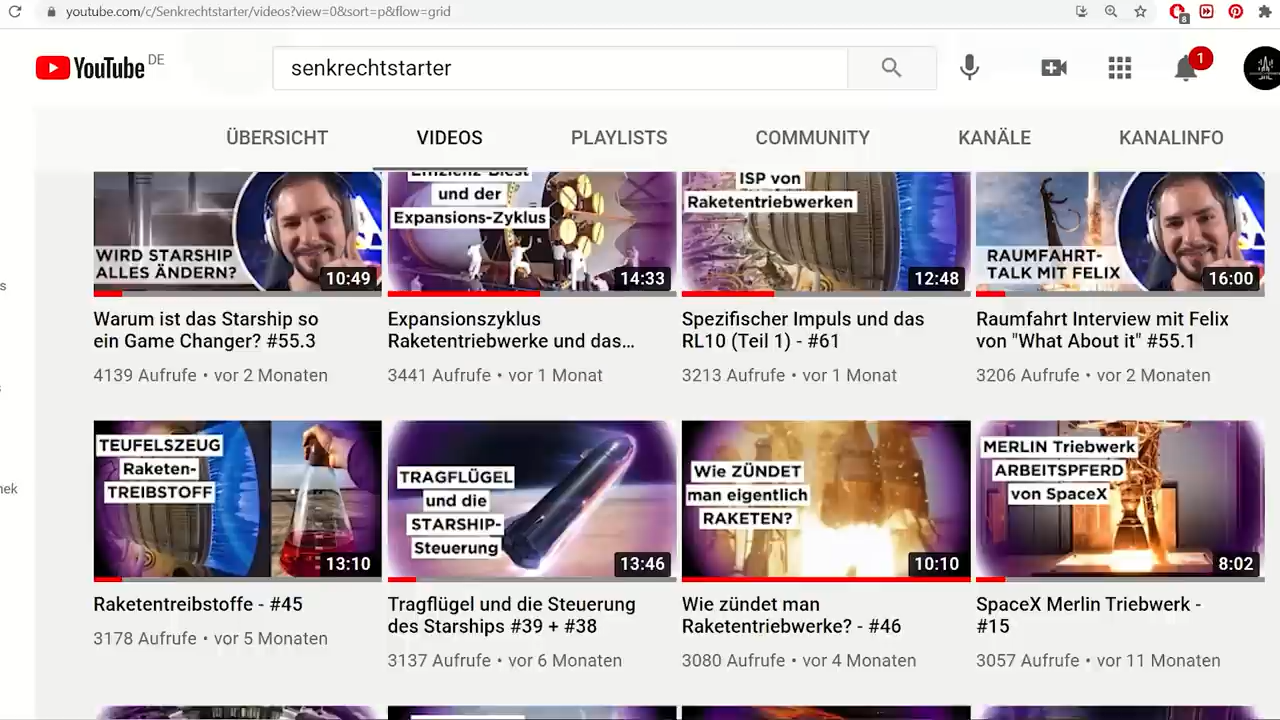 youtube.com/c/Senkrechtstarter/videos?view=0&sort=p&flow=grid
8
YouTube DE
senkrechtstarter
1
ÜBERSICHT
VIDEOS
PLAYLISTS
COMMUNITY
KANÄLE
KANALINFO
WIRD STARSHIP
ALLES ÄNDERN?
10:49
Effizienz-Biest
und der
Expansions-Zyklus
14:33
ISP von
Raketentriebwerken
12:48
RAUMFAHRT-
TALK MIT FELIX
16:00
Warum ist das Starship so
ein Game Changer? #55.3
4139 Aufrufe • vor 2 Monaten
Expansionszyklus
Raketentriebwerke und das...
3441 Aufrufe • vor 1 Monat
Spezifischer Impuls und das
RL10 (Teil 1) - #61
3213 Aufrufe • vor 1 Monat
Raumfahrt Interview mit Felix
von "What About it" #55.1
3206 Aufrufe • vor 2 Monaten
TEUFELSZEUG
Raketen-
TREIBSTOFF
13:10
TRAGFLÜGEL
und die
STARSHIP-
Steuerung
13:46
Wie ZÜNDET
man eigentlich
RAKETEN?
10:10
MERLIN Triebwerk
ARBEITSPFERD
von SpaceX
8:02
Raketentreibstoffe - #45
3178 Aufrufe • vor 5 Monaten
Tragflügel und die Steuerung
des Starships #39 + #38
3137 Aufrufe • vor 6 Monaten
Wie zündet man
Raketentriebwerke? - #46
3080 Aufrufe • vor 4 Monaten
SpaceX Merlin Triebwerk -
#15
3057 Aufrufe • vor 11 Monaten